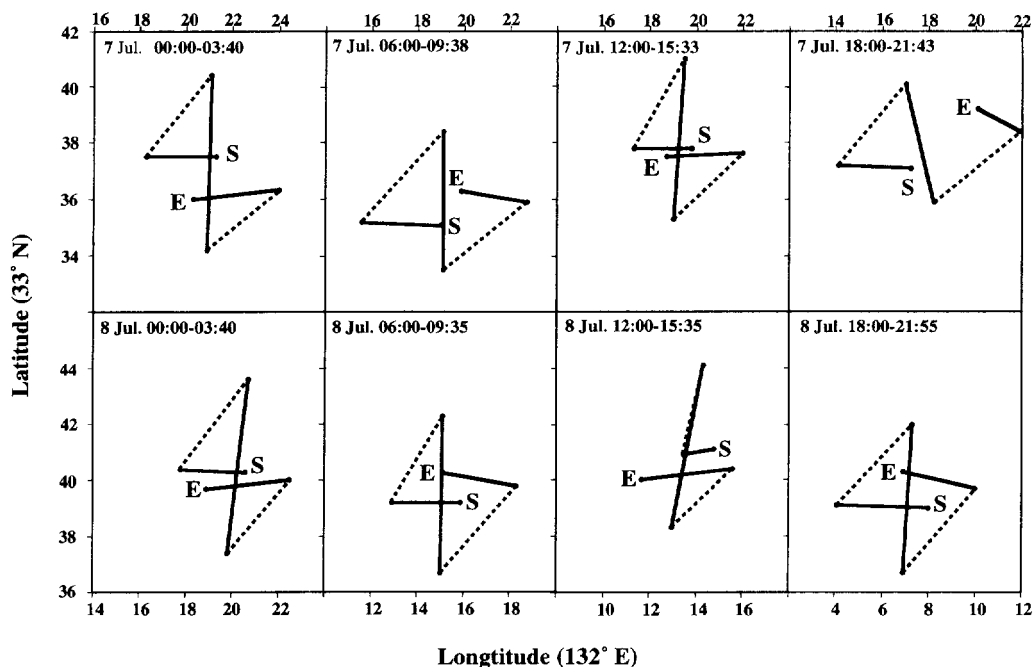 16 18 20 22 24
14 16 18 20 22
16 18 20 22
14 16 18 20 22
42
7 Jul. 00:00-03:40
7 Jul. 06:00-09:38
7 Jul. 12:00-15:33
7 Jul. 18:00-21:43
40
38
36
34
S
E
E
S
S
E
E
S
Latitude (33° N)
8 Jul. 00:00-03:40
8 Jul. 06:00-09:35
8 Jul. 12:00-15:35
8 Jul. 18:00-21:55
44
42
40
38
36
S
E
E
S
S
E
E
S
14 16 18 20 22
12 14 16 18
10 12 14 16
4 6 8 10 12
Longtitude (132° E)